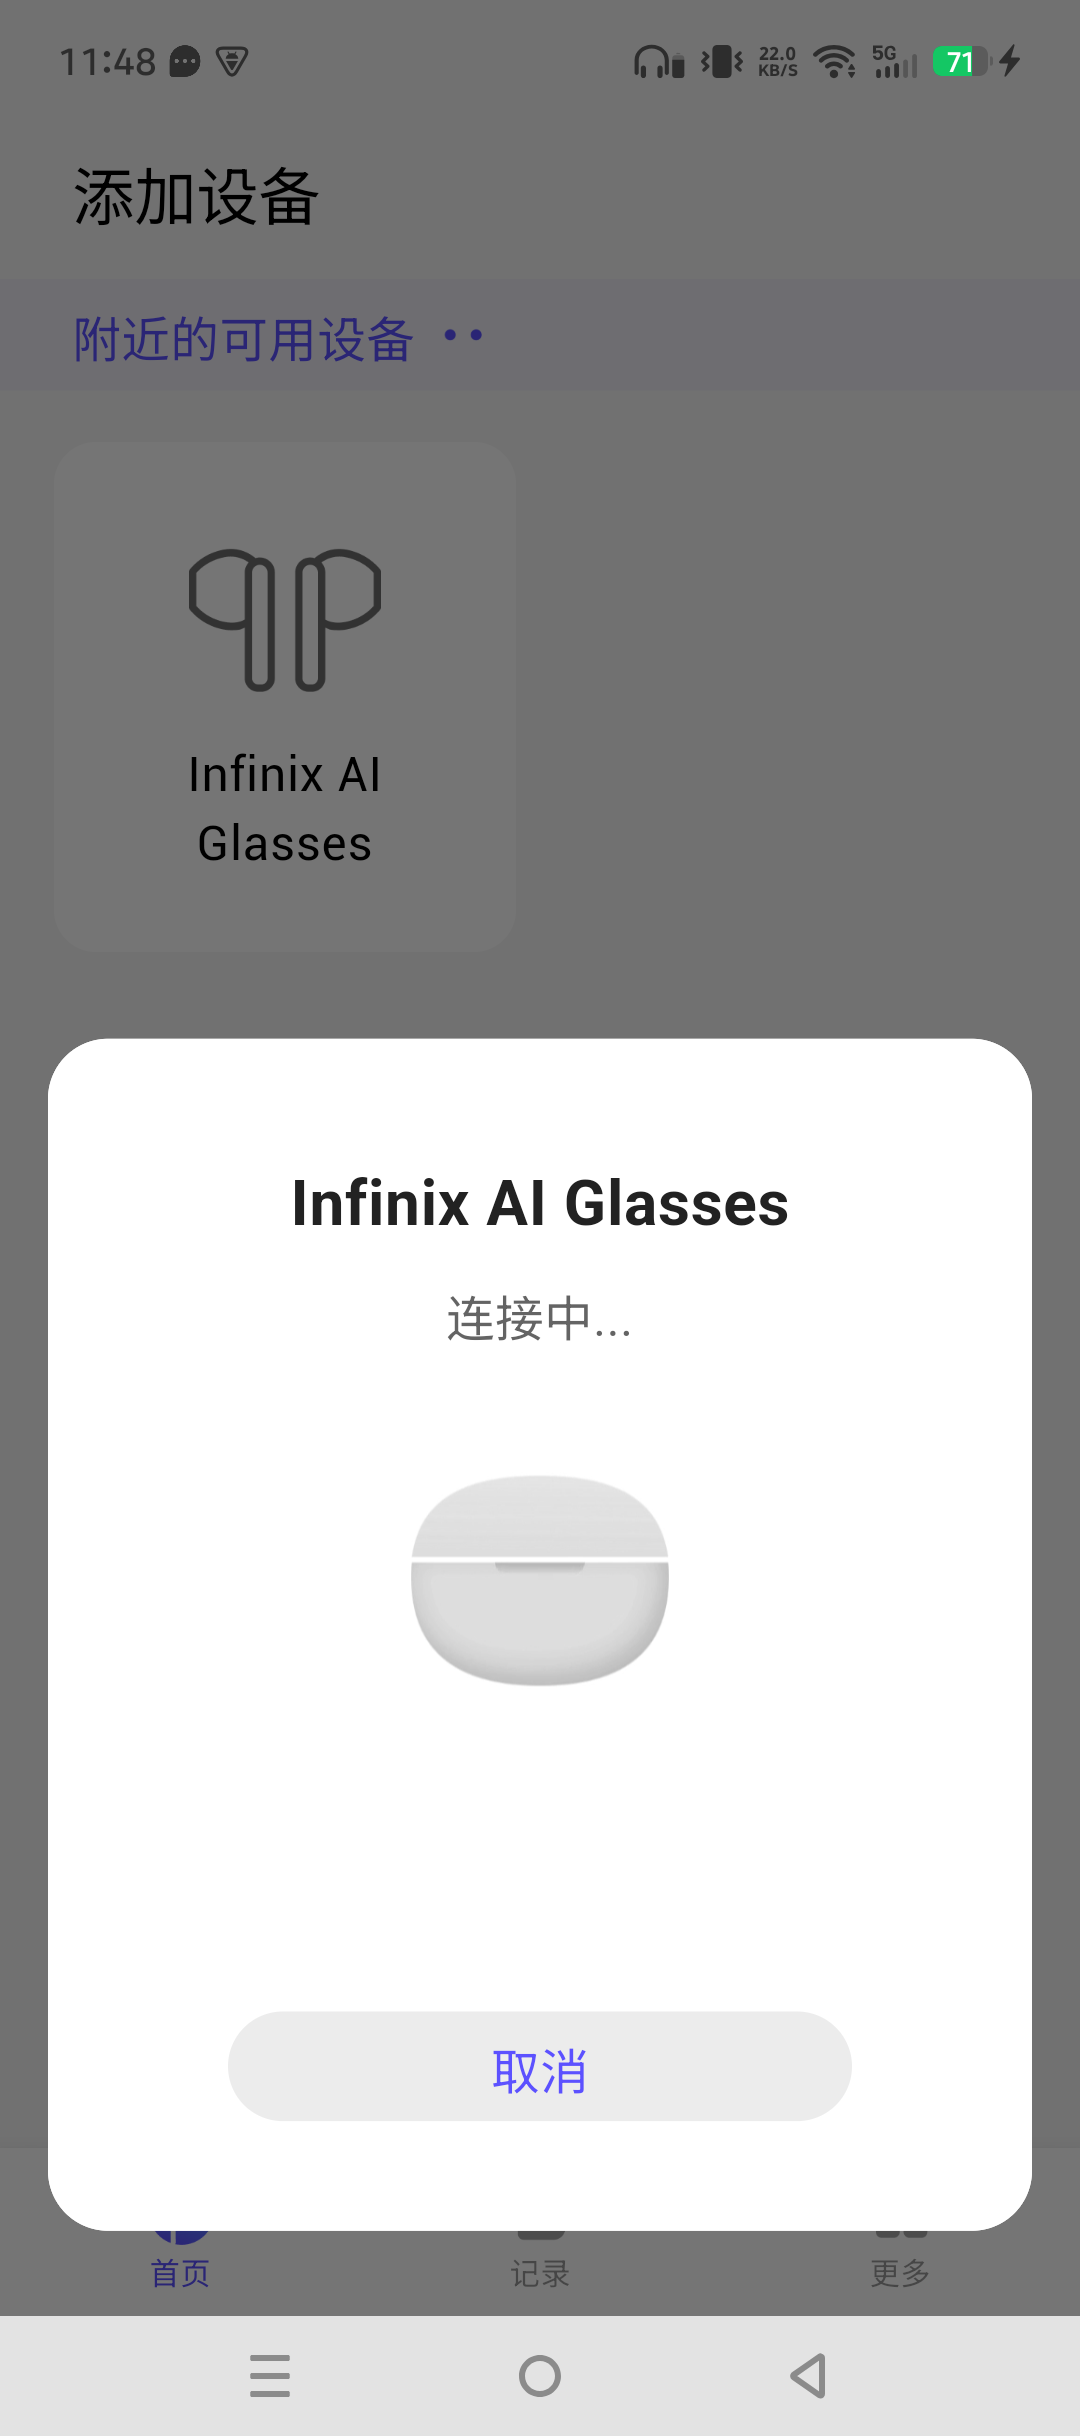 11:48
22.0
KB/S
5G
71
添加设备
附近的可用设备
Infinix AI
Glasses
Infinix AI Glasses
连接中...
取消
首页
记录
更多